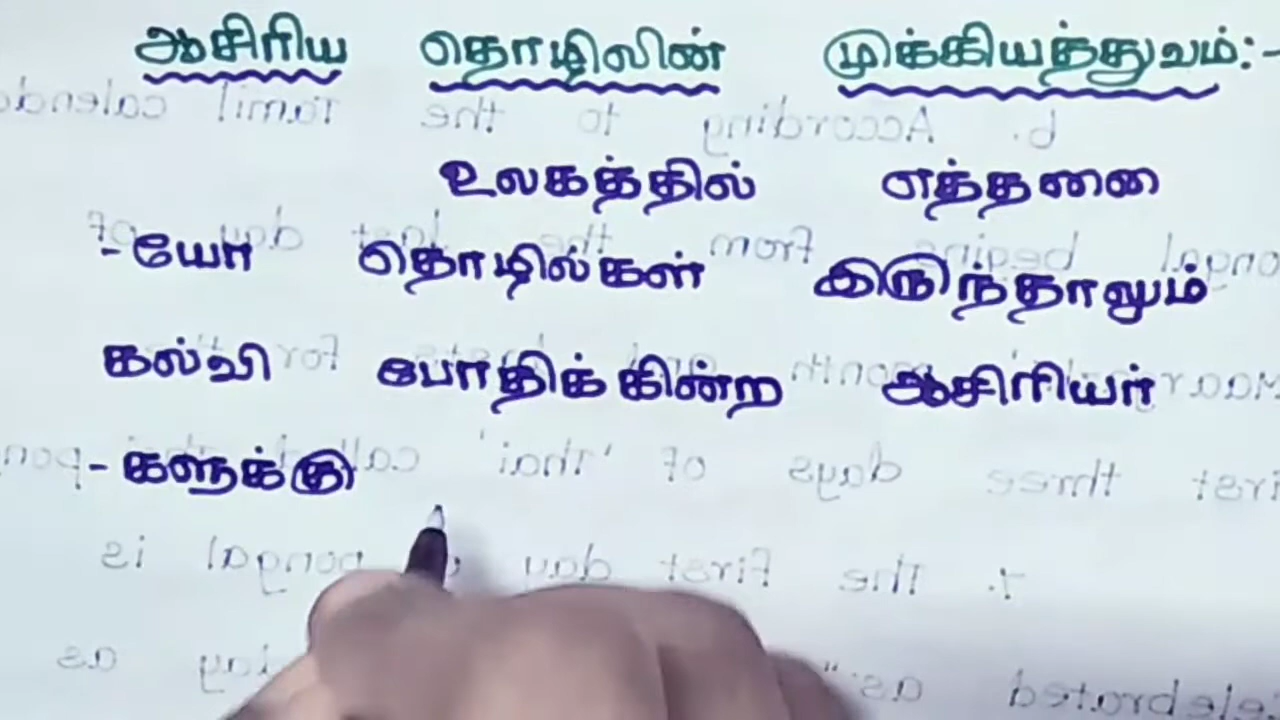 ஆசிரிய தொழிலின் முக்கியத்துவம்:-
உலகத்தில் எத்தனை
-யோ தொழில்கள் இருந்தாலும்
கல்வி போதிக்கின்ற ஆசிரியர்
-களுக்கு